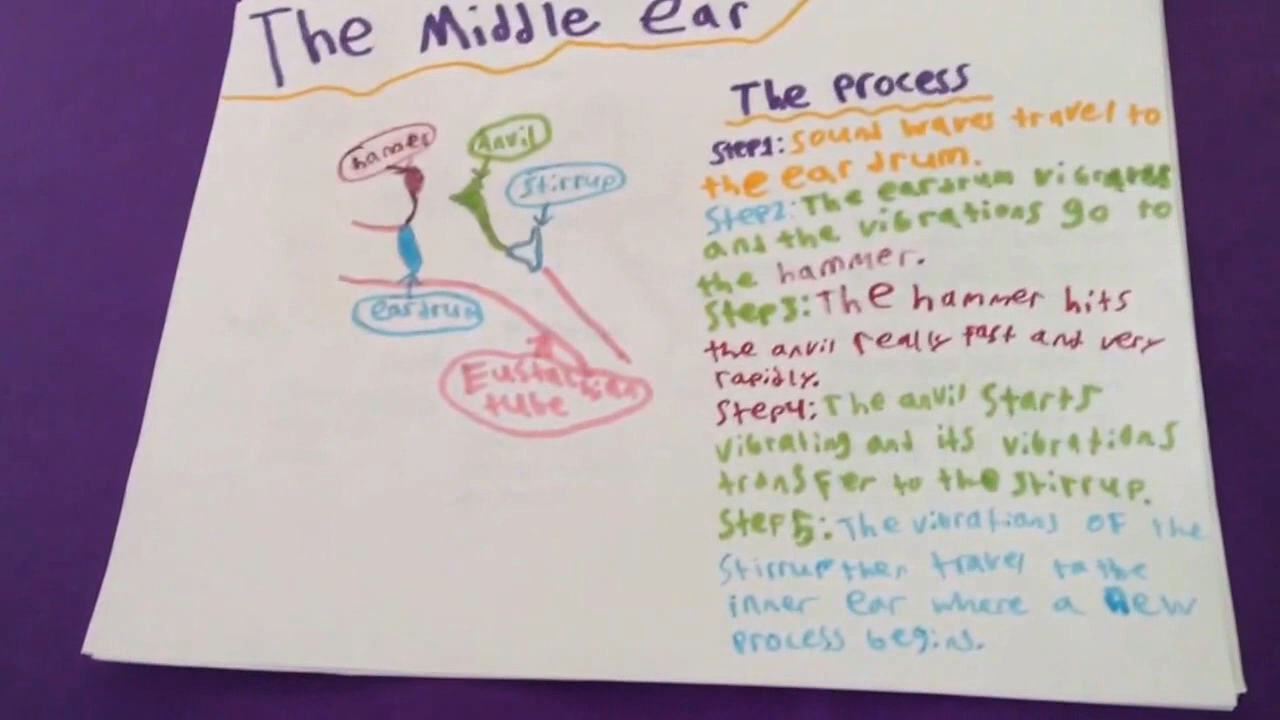 The Middle ear
hammer
Anvil
Stirrup
eardrum
Eustachian
tube
The process
Step1: Sound waves travel to
the ear drum.
Step2: The eardrum vibrates
and the vibrations go to
the hammer.
Step3: The hammer hits
the anvil really fast and very
rapidly.
Step4: The anvil starts
vibrating and its vibrations
transfer to the stirrup.
Step5: The vibrations of the
Stirrup then travel to the
inner ear where a new
process begins.